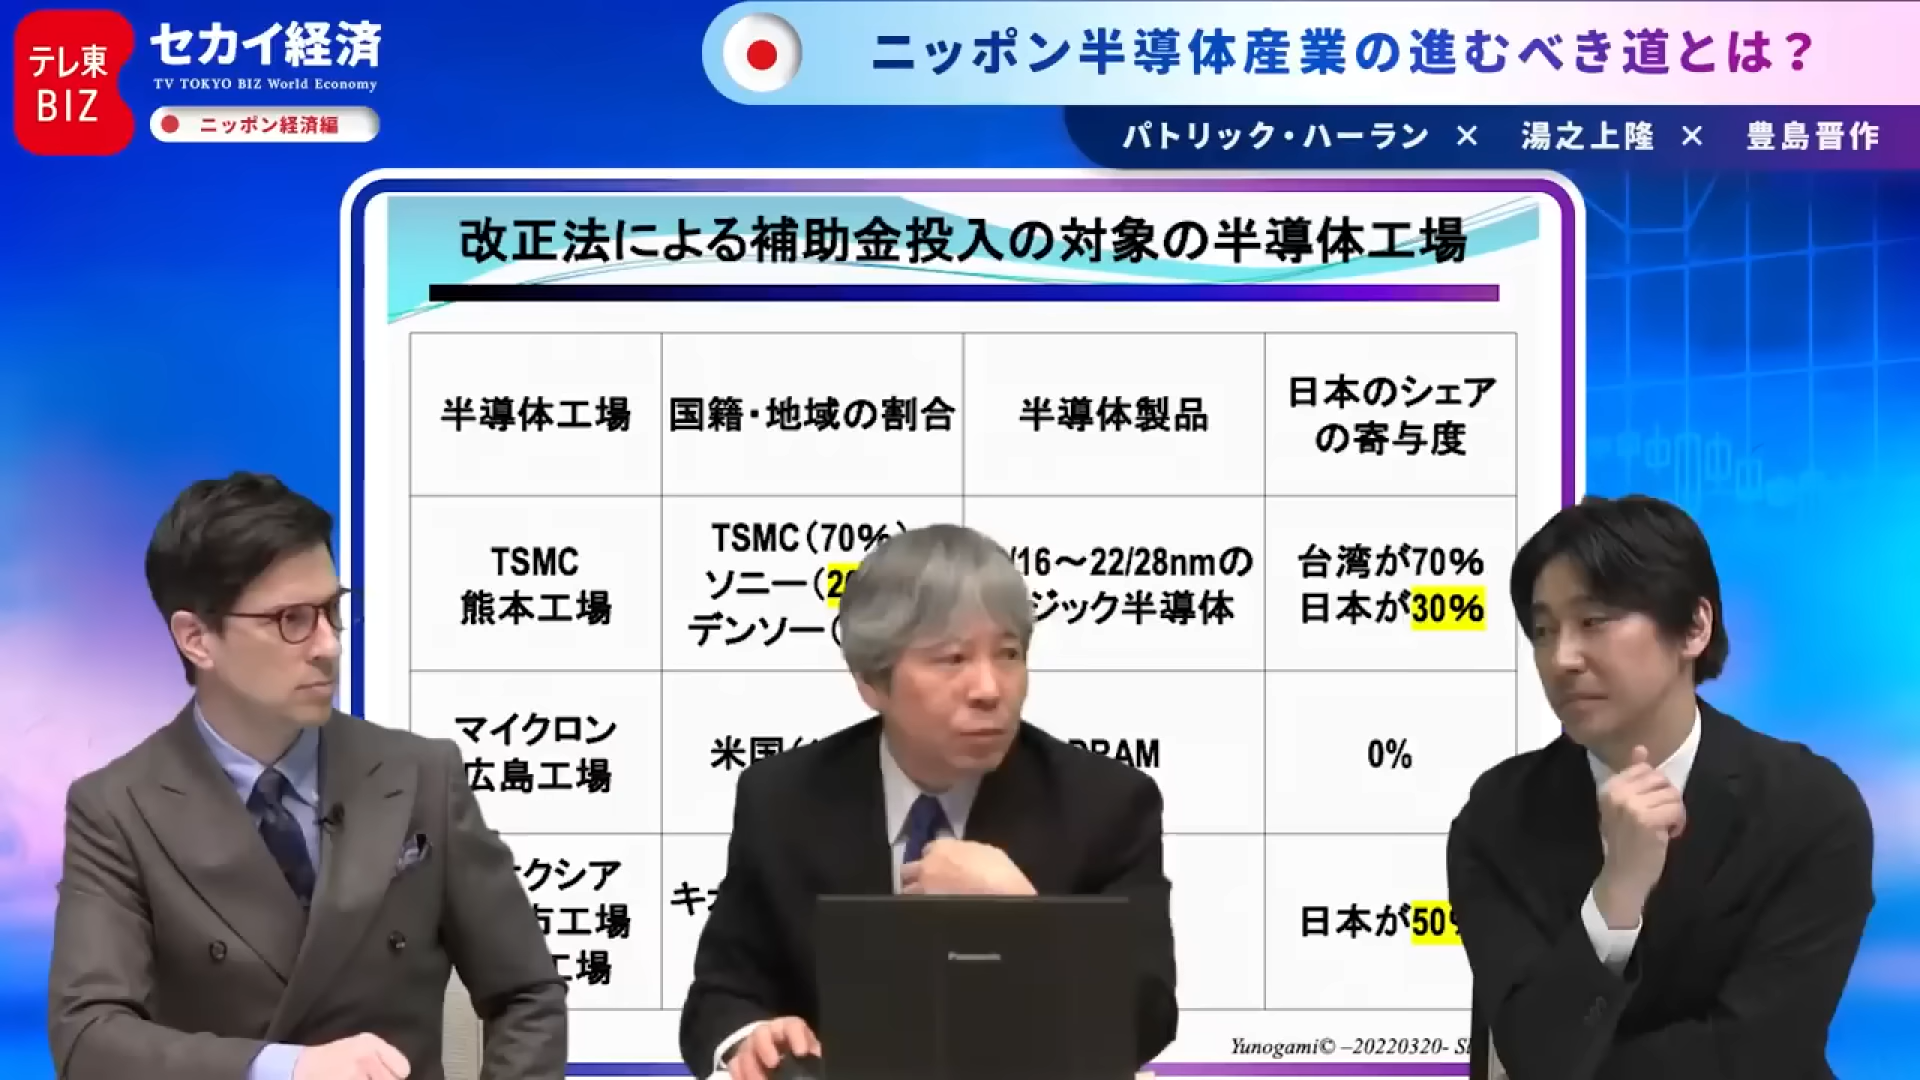 テレ東
BIZ
セカイ経済
TV TOKYO BIZ World Economy
ニッポン経済編
ニッポン半導体産業の進むべき道とは？
パトリック・ハーラン × 湯之上隆 × 豊島晋作
改正法による補助金投入の対象の半導体工場
半導体工場
国籍・地域の割合
半導体製品
日本のシェア
の寄与度
TSMC
熊本工場
TSMC（70%
ソニー（
デンソー（
/16～22/28nmの
ジック半導体
台湾が70%
日本が30%
マイクロン
広島工場
米国
DRAM
0%
クシア
市工場
工場
キ
日本が50%
Yunogami© –20220320-
Panasonic